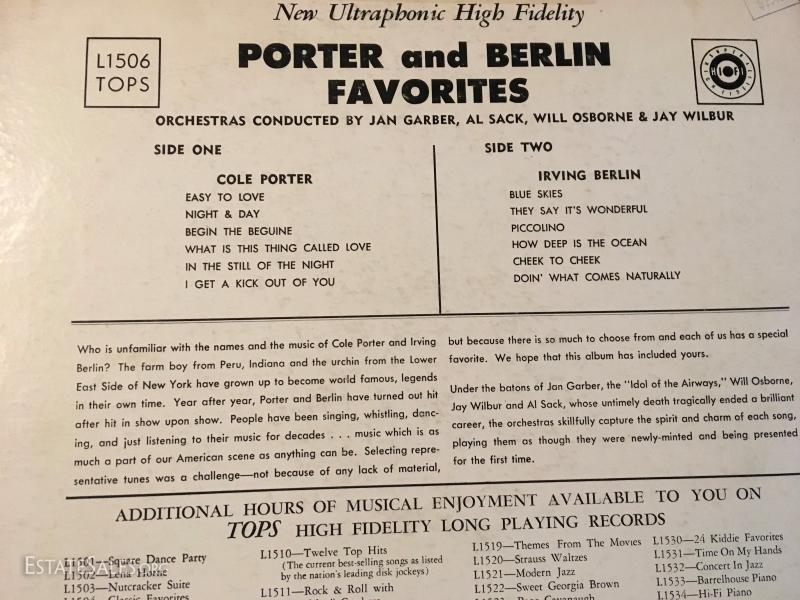 New Ultraphonic High Fidelity
L1506
TOPS
PORTER and BERLIN
FAVORITES
HI-FI
ORCHESTRAS CONDUCTED BY JAN GARBER, AL SACK, WILL OSBORNE & JAY WILBUR
SIDE ONE
COLE PORTER
EASY TO LOVE
NIGHT & DAY
BEGIN THE BEGUINE
WHAT IS THIS THING CALLED LOVE
IN THE STILL OF THE NIGHT
I GET A KICK OUT OF YOU
SIDE TWO
IRVING BERLIN
BLUE SKIES
THEY SAY IT'S WONDERFUL
PICCOLINO
HOW DEEP IS THE OCEAN
CHEEK TO CHEEK
DOIN' WHAT COMES NATURALLY
Who is unfamiliar with the names and the music of Cole Porter and Irving
Berlin? The farm boy from Peru, Indiana and the urchin from the Lower
East Side of New York have grown up to become world famous, legends
in their own time. Year after year, Porter and Berlin have turned out hit
after hit in show upon show. People have been singing, whistling, danc-
ing, and just listening to their music for decades . . . music which is as
much a part of our American scene as anything can be. Selecting repre-
sentative tunes was a challenge—not because of any lack of material,
but because there is so much to choose from and each of us has a special
favorite. We hope that this album has included yours.
Under the batons of Jan Garber, the "Idol of the Airways," Will Osborne,
Jay Wilbur and Al Sack, whose untimely death tragically ended a brilliant
career, the orchestras skillfully capture the spirit and charm of each song,
playing them as though they were newly-minted and being presented
for the first time.
ADDITIONAL HOURS OF MUSICAL ENJOYMENT AVAILABLE TO YOU ON
TOPS HIGH FIDELITY LONG PLAYING RECORDS
L1501—Square Dance Party
L1502—Lena Horne
L1503—Nutcracker Suite
Classic Favorites
L1510—Twelve Top Hits
(The current best-selling songs as listed
by the nation's leading disk jockeys)
L1511—Rock & Roll with
L1519—Themes From The Movies
L1520—Strauss Waltzes
L1521—Modern Jazz
L1522—Sweet Georgia Brown
Cavanaugh
L1530—24 Kiddie Favorites
L1531—Time On My Hands
L1532—Concert In Jazz
L1533—Barrelhouse Piano
L1534—Hi-Fi Piano
ESTATESALES.ORG